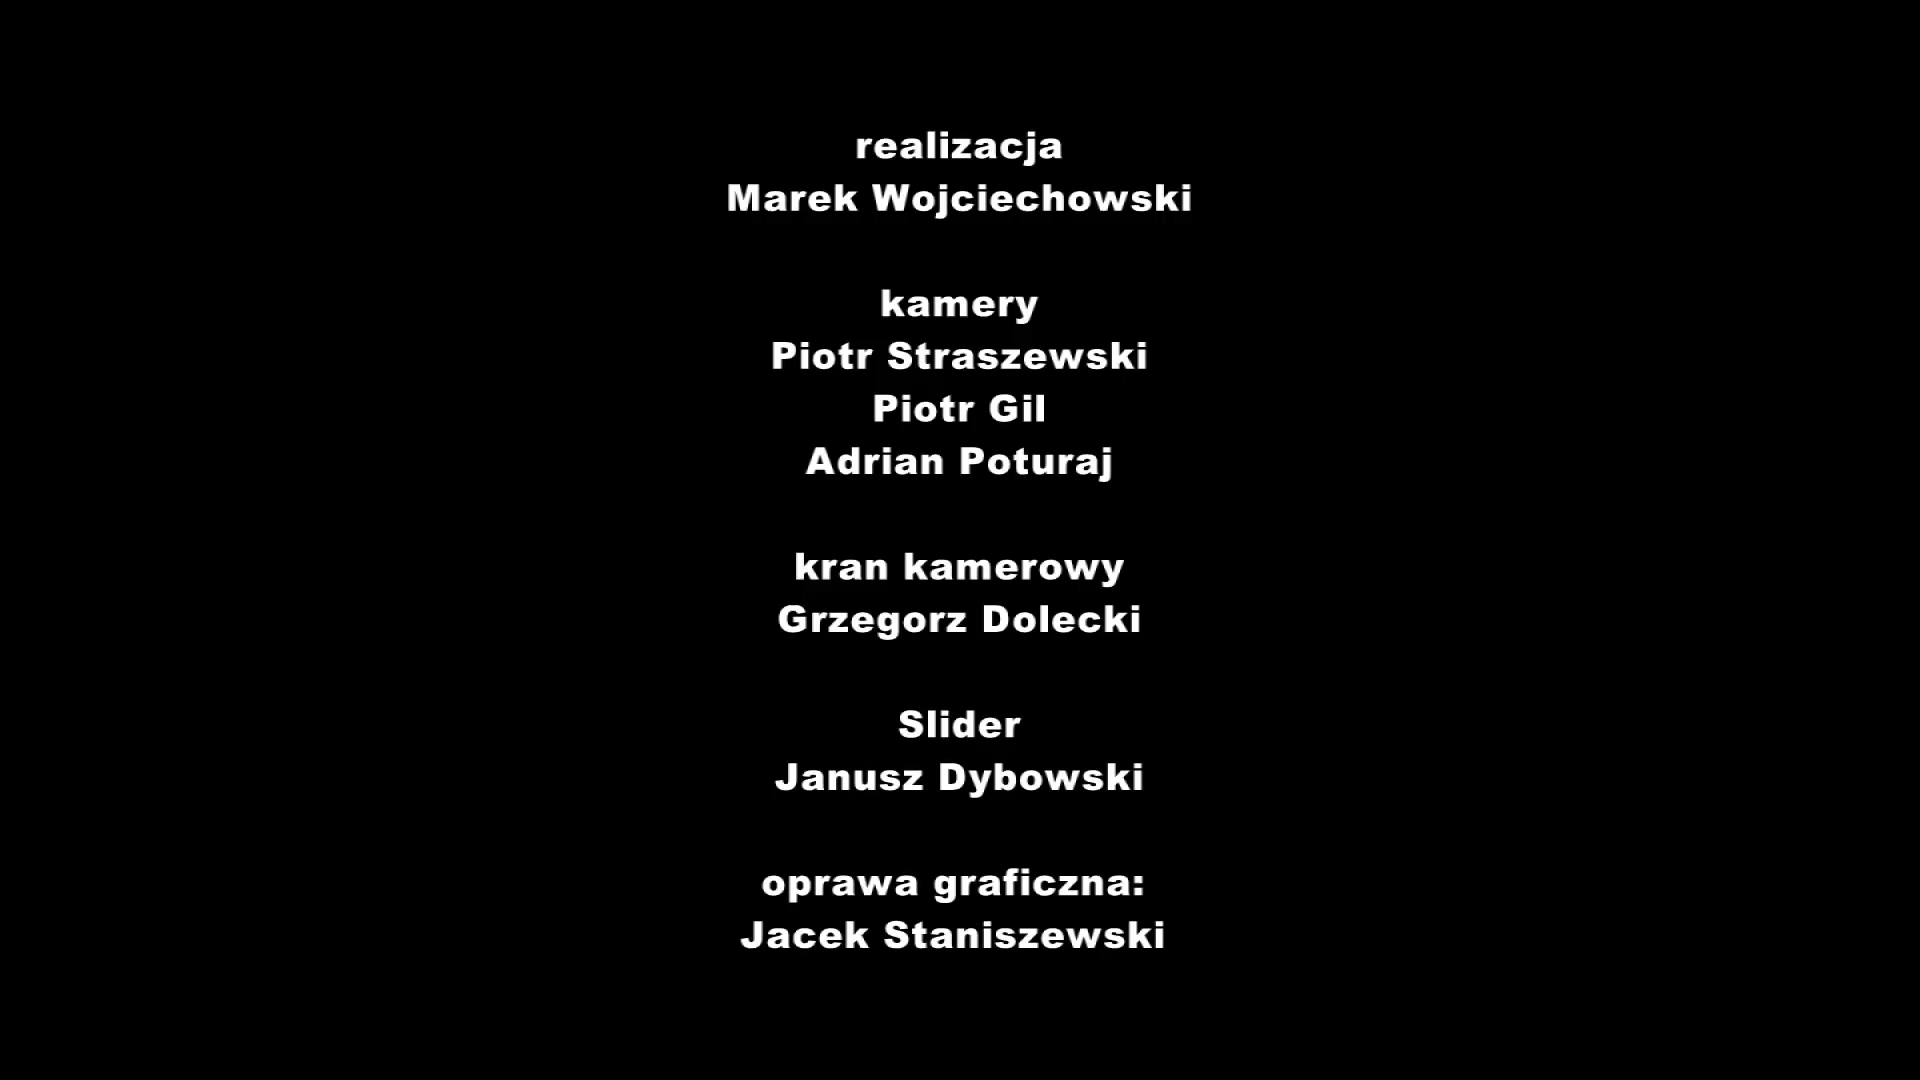 realizacja
Marek Wojciechowski
kamery
Piotr Straszewski
Piotr Gil
Adrian Poturaj
kran kamerowy
Grzegorz Dolecki
Slider
Janusz Dybowski
oprawa graficzna:
Jacek Staniszewski